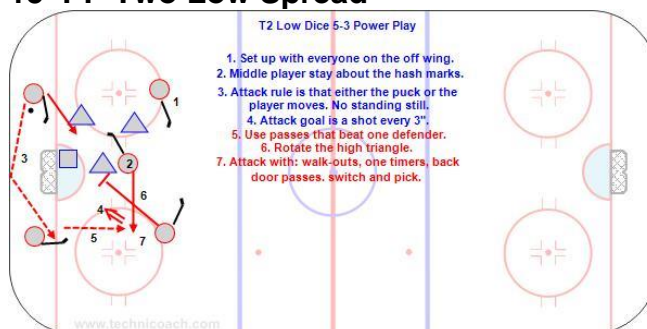 T2 Low Dice 5-3 Power Play
1. Set up with everyone on the off wing.
2. Middle player stay about the hash marks.
3. Attack rule is that either the puck or the
player moves. No standing still.
4. Attack goal is a shot every 3".
5. Use passes that beat one defender.
6. Rotate the high triangle.
7. Attack with: walk-outs, one timers, back
door passes. switch and pick.
1
2
3
6
4
5
7
www.technicoach.com